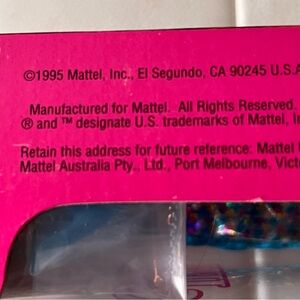 ©1995 Mattel, Inc., El Segundo, CA 90245 U.S.A
Manufactured for Mattel. All Rights Reserved.
® and ™ designate U.S. trademarks of Mattel, I
Retain this address for future reference: Mattel
Mattel Australia Pty., Ltd., Port Melbourne, Vict